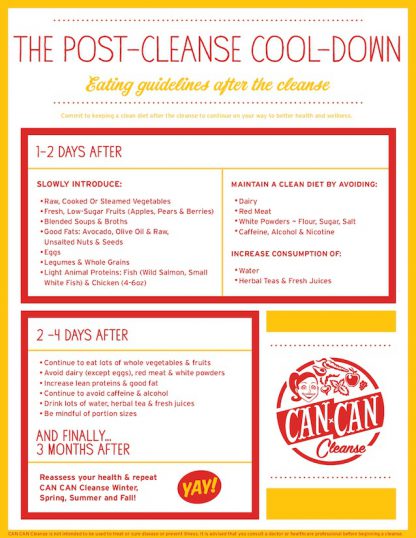 THE POST-CLEANSE COOL-DOWN
Eating guidelines after the cleanse
Commit to keeping a clean diet after the cleanse to continue on your way to better health and wellness.
1-2 DAYS AFTER
SLOWLY INTRODUCE:
• Raw, Cooked Or Steamed Vegetables
• Fresh, Low-Sugar Fruits (Apples, Pears & Berries)
• Blended Soups & Broths
• Good Fats: Avocado, Olive Oil & Raw,
Unsalted Nuts & Seeds
• Eggs
• Legumes & Whole Grains
• Light Animal Proteins: Fish (Wild Salmon, Small
White Fish) & Chicken (4-6oz)
MAINTAIN A CLEAN DIET BY AVOIDING:
• Dairy
• Red Meat
• White Powders – Flour, Sugar, Salt
• Caffeine, Alcohol & Nicotine
INCREASE CONSUMPTION OF:
• Water
• Herbal Teas & Fresh Juices
2 -4 DAYS AFTER
• Continue to eat lots of whole vegetables & fruits
• Avoid dairy (except eggs), red meat & white powders
• Increase lean proteins & good fat
• Continue to avoid caffeine & alcohol
• Drink lots of water, herbal tea & fresh juices
• Be mindful of portion sizes
AND FINALLY...
3 MONTHS AFTER
Reassess your health & repeat
CAN CAN Cleanse Winter,
Spring, Summer and Fall!
YAY!
CAN×CAN
Cleanse
CAN CAN Cleanse is not intended to be used to treat or cure disease or prevent illness. It is advised that you consult a doctor or healthcare professional before beginning a cleanse.